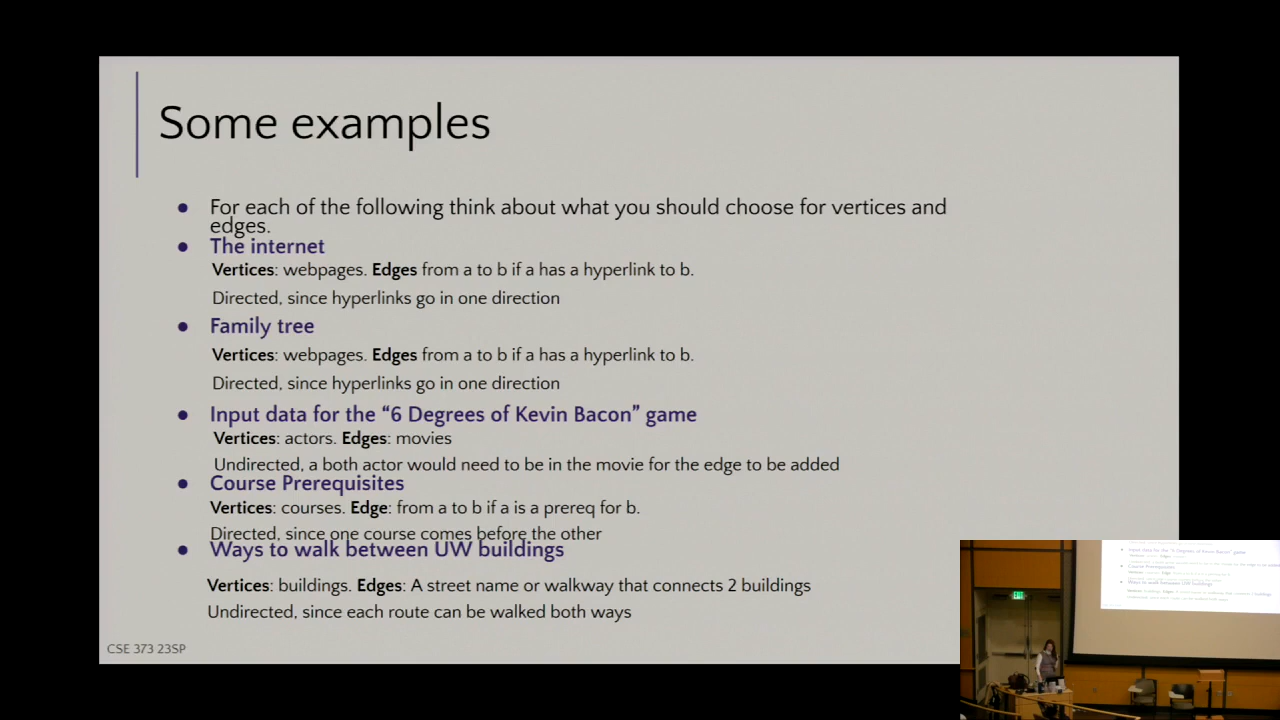 Some examples
● For each of the following think about what you should choose for vertices and
edges.
● The internet
Vertices: webpages. Edges from a to b if a has a hyperlink to b.
Directed, since hyperlinks go in one direction
● Family tree
Vertices: webpages. Edges from a to b if a has a hyperlink to b.
Directed, since hyperlinks go in one direction
● Input data for the “6 Degrees of Kevin Bacon” game
Vertices: actors. Edges: movies
Undirected, a both actor would need to be in the movie for the edge to be added
● Course Prerequisites
Vertices: courses. Edge: from a to b if a is a prereq for b.
Directed, since one course comes before the other
● Ways to walk between UW buildings
Vertices: buildings. Edges: A street name or walkway that connects 2 buildings
Undirected, since each route can be walked both ways
CSE 373 23SP